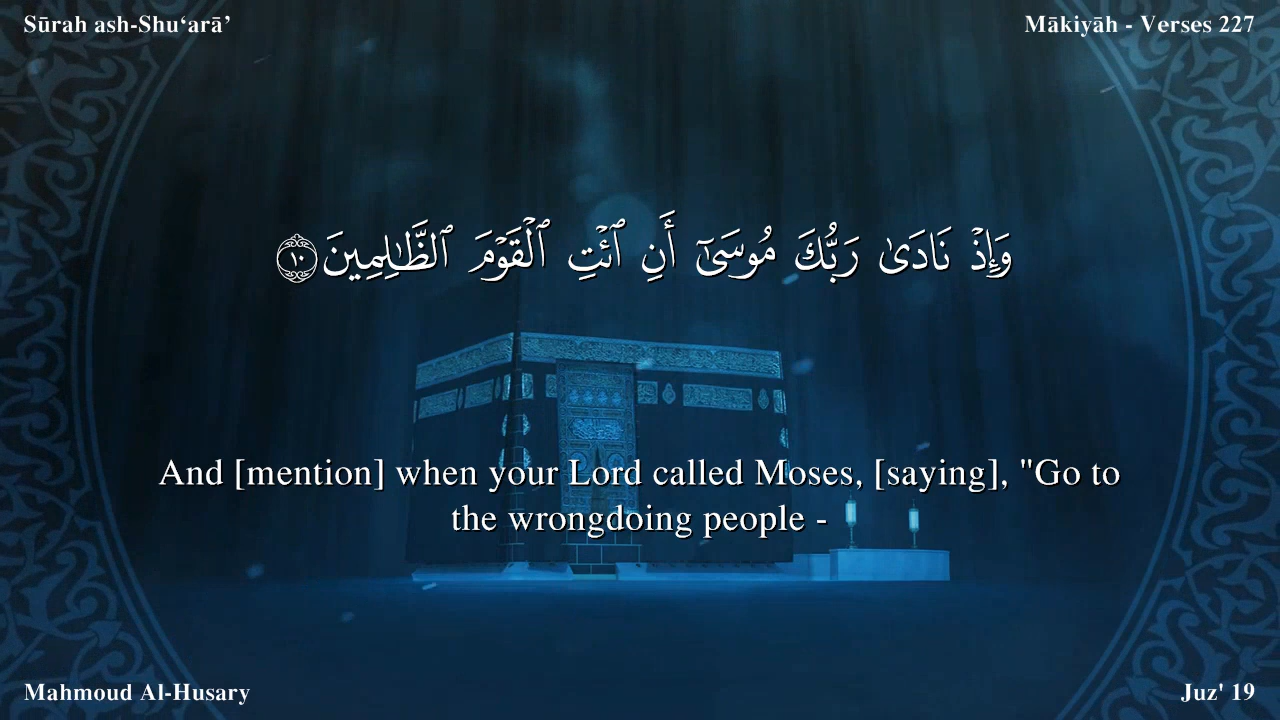 Sūrah ash-Shu‘arā’
Mākiyāh - Verses 227
وَإِذْ نَادَىٰ رَبُّكَ مُوسَىٰٓ أَنِ ٱئْتِ ٱلْقَوْمَ ٱلظَّـٰلِمِينَ ١٠
And [mention] when your Lord called Moses, [saying], "Go to
the wrongdoing people -
Mahmoud Al-Husary
Juz' 19